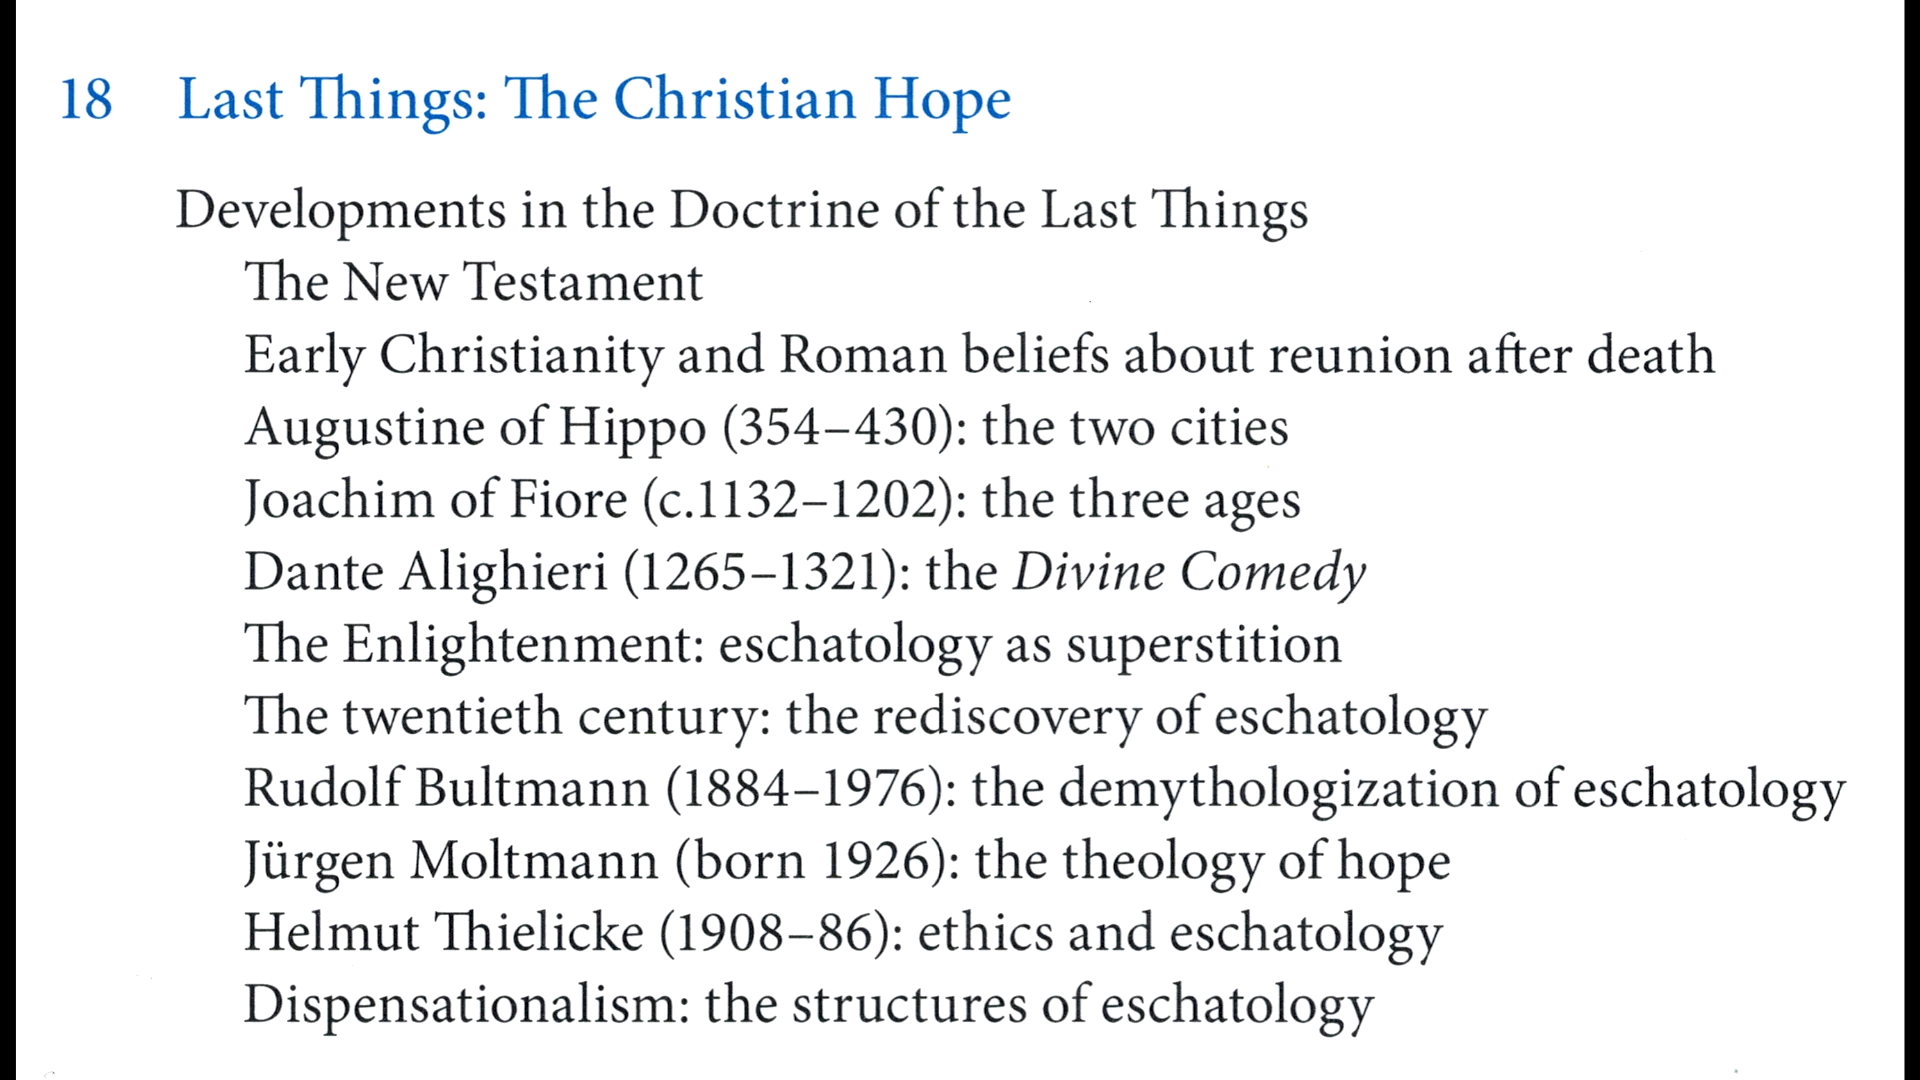 18 Last Things: The Christian Hope
Developments in the Doctrine of the Last Things
The New Testament
Early Christianity and Roman beliefs about reunion after death
Augustine of Hippo (354–430): the two cities
Joachim of Fiore (c.1132–1202): the three ages
Dante Alighieri (1265–1321): the Divine Comedy
The Enlightenment: eschatology as superstition
The twentieth century: the rediscovery of eschatology
Rudolf Bultmann (1884–1976): the demythologization of eschatology
Jürgen Moltmann (born 1926): the theology of hope
Helmut Thielicke (1908–86): ethics and eschatology
Dispensationalism: the structures of eschatology